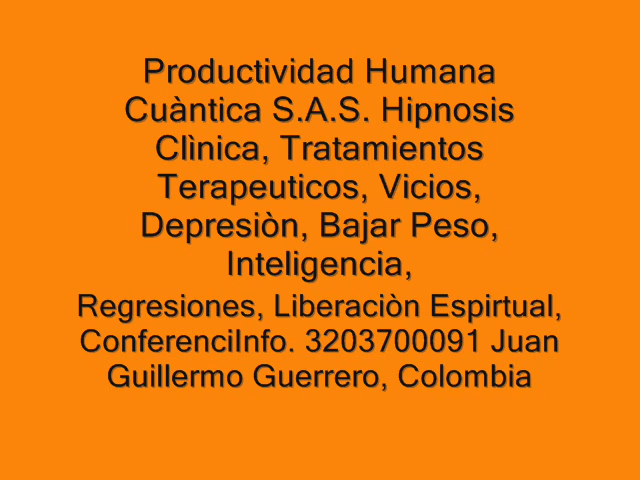 Productividad Humana
Cuàntica S.A.S. Hipnosis
Clìnica, Tratamientos
Terapeuticos, Vicios,
Depresiòn, Bajar Peso,
Inteligencia,
Regresiones, Liberaciòn Espirtual,
ConferenciInfo. 3203700091 Juan
Guillermo Guerrero, Colombia